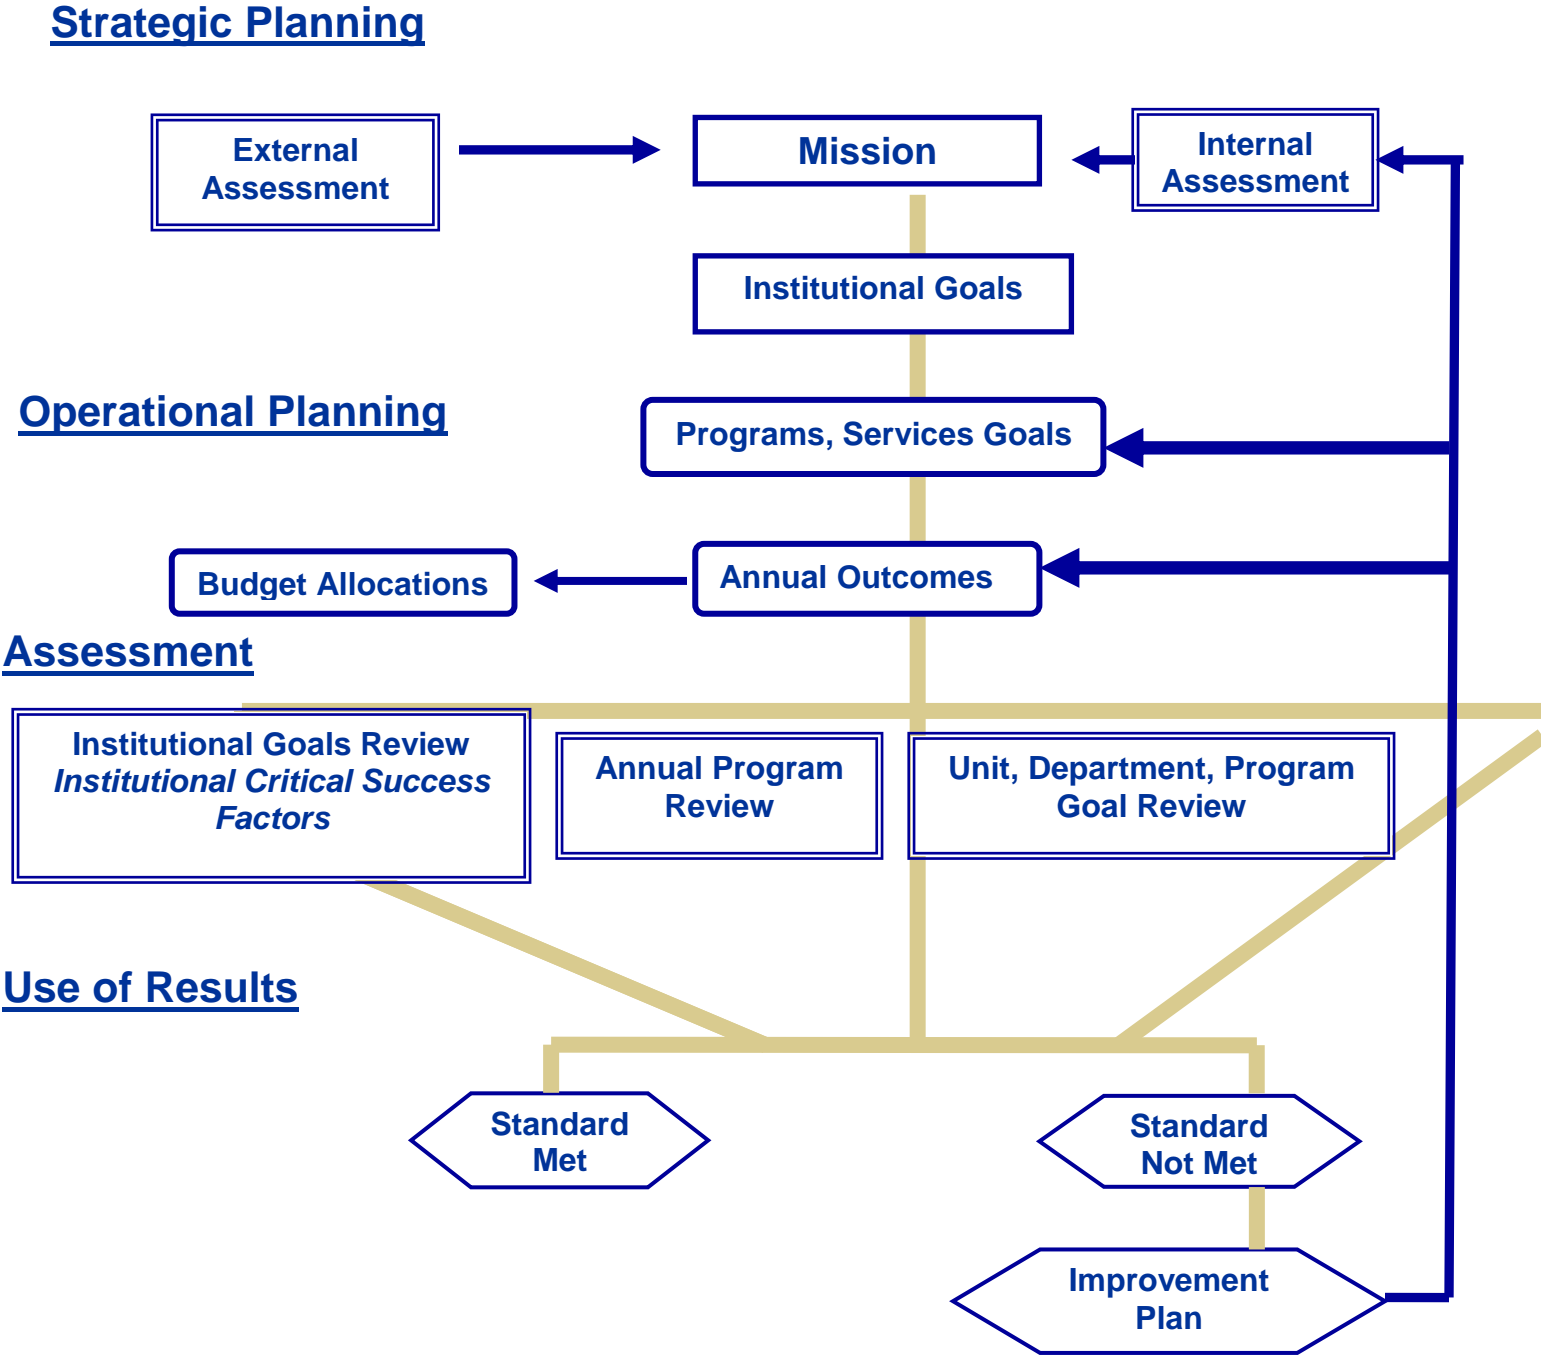 Strategic Planning
External
Assessment
Mission
Internal
Assessment
Institutional Goals
Operational Planning
Programs, Services Goals
Budget Allocations
Annual Outcomes
Assessment
Institutional Goals Review
Institutional Critical Success
Factors
Annual Program
Review
Unit, Department, Program
Goal Review
Use of Results
Standard
Met
Standard
Not Met
Improvement
Plan